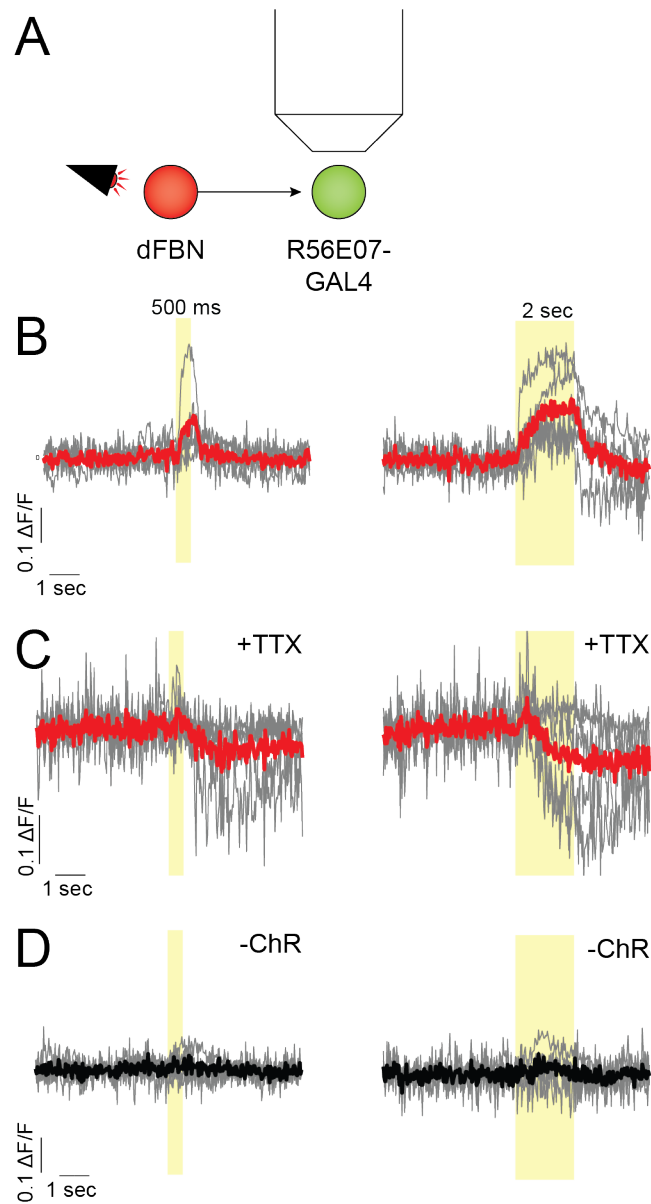 A
dFBN
R56E07-
GAL4
B
500 ms
2 sec
0
0.1 ΔF/F
1 sec
C
+TTX
+TTX
0.1 ΔF/F
1 sec
D
-ChR
-ChR
0.1 ΔF/F
1 sec